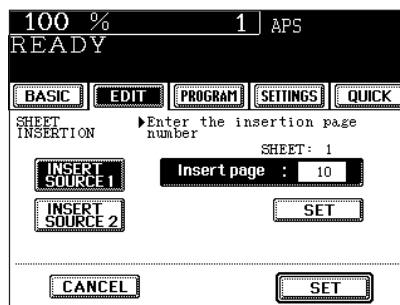 100 % 1 APS
READY
BASIC EDIT PROGRAM SETTINGS QUICK
SHEET INSERTION
▶Enter the insertion page number
SHEET: 1
INSERT SOURCE 1
Insert page : 10
INSERT SOURCE 2
SET
CANCEL SET